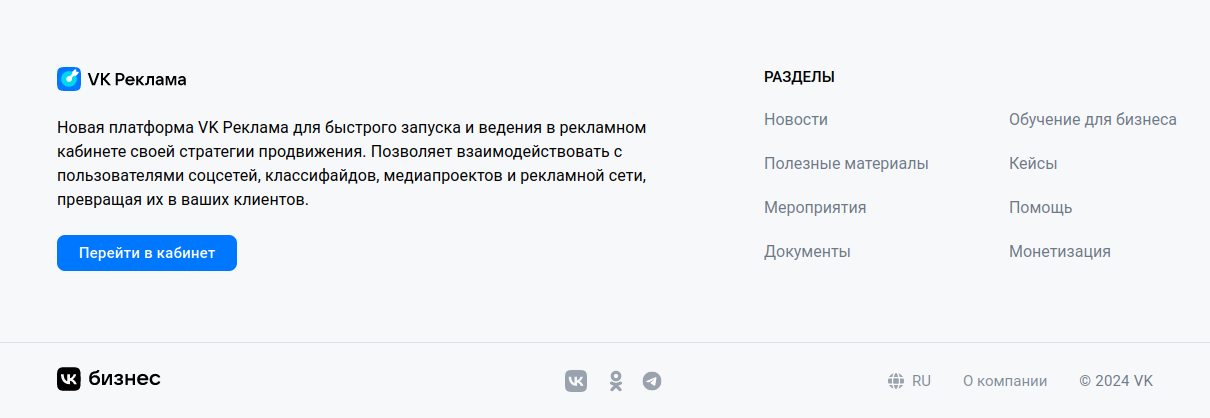 VK Реклама
Новая платформа VK Реклама для быстрого запуска и ведения в рекламном
кабинете своей стратегии продвижения. Позволяет взаимодействовать с
пользователями соцсетей, классифайдов, медиапроектов и рекламной сети,
превращая их в ваших клиентов.
Перейти в кабинет
РАЗДЕЛЫ
Новости
Обучение для бизнеса
Полезные материалы
Кейсы
Мероприятия
Помощь
Документы
Монетизация
VK бизнес
VK
RU
О компании
© 2024 VK